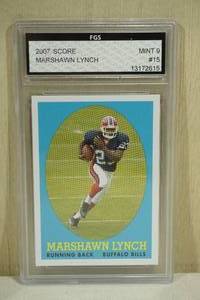 FGS
2007 SCORE MINT 9
MARSHAWN LYNCH #15
13172615
MARSHAWN LYNCH
RUNNING BACK BUFFALO BILLS